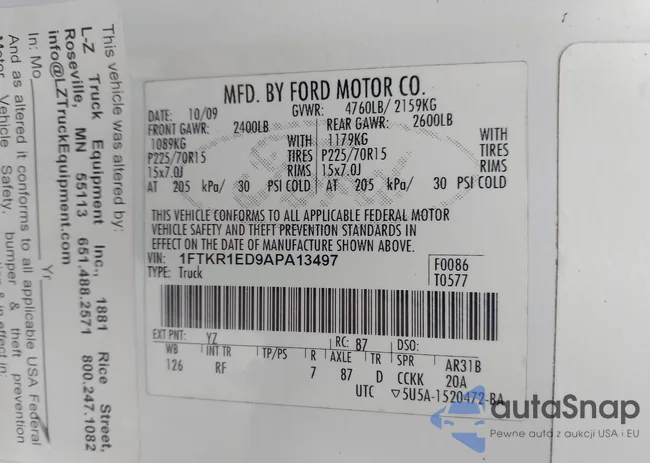 This vehicle was altered by:
L-Z Truck Equipment Inc., 1881 Rice Street,
Roseville, MN 55113 651.488.2571 800.247.1082
info@LZTruckEquipment.com
In: Mo____ Yr____
And as altered it conforms to all applicable USA Federal
Motor Vehicle Safety, bumper & theft prevention
in effect in:
MFD. BY FORD MOTOR CO.
DATE: 10/09 GVWR: 4760LB/ 2159KG
FRONT GAWR: 2400LB REAR GAWR: 2600LB
1089KG WITH 1179KG WITH
P225/70R15 TIRES P225/70R15 TIRES
15x7.0J RIMS 15x7.0J RIMS
AT 205 kPa/ 30 PSI COLD AT 205 kPa/ 30 PSI COLD
THIS VEHICLE CONFORMS TO ALL APPLICABLE FEDERAL MOTOR
VEHICLE SAFETY AND THEFT PREVENTION STANDARDS IN
EFFECT ON THE DATE OF MANUFACTURE SHOWN ABOVE.
VIN: 1FTKR1ED9APA13497
TYPE: Truck
F0086
T0577
EXT PNT: YZ RC: 87 DSO:
WB INT TR TP/PS R AXLE TR SPR AR31B
126 RF 7 87 D CCKK 20A
UTC ▽5U5A-1520472-BA
autoSnap
Pewne auta z aukcji USA i EU